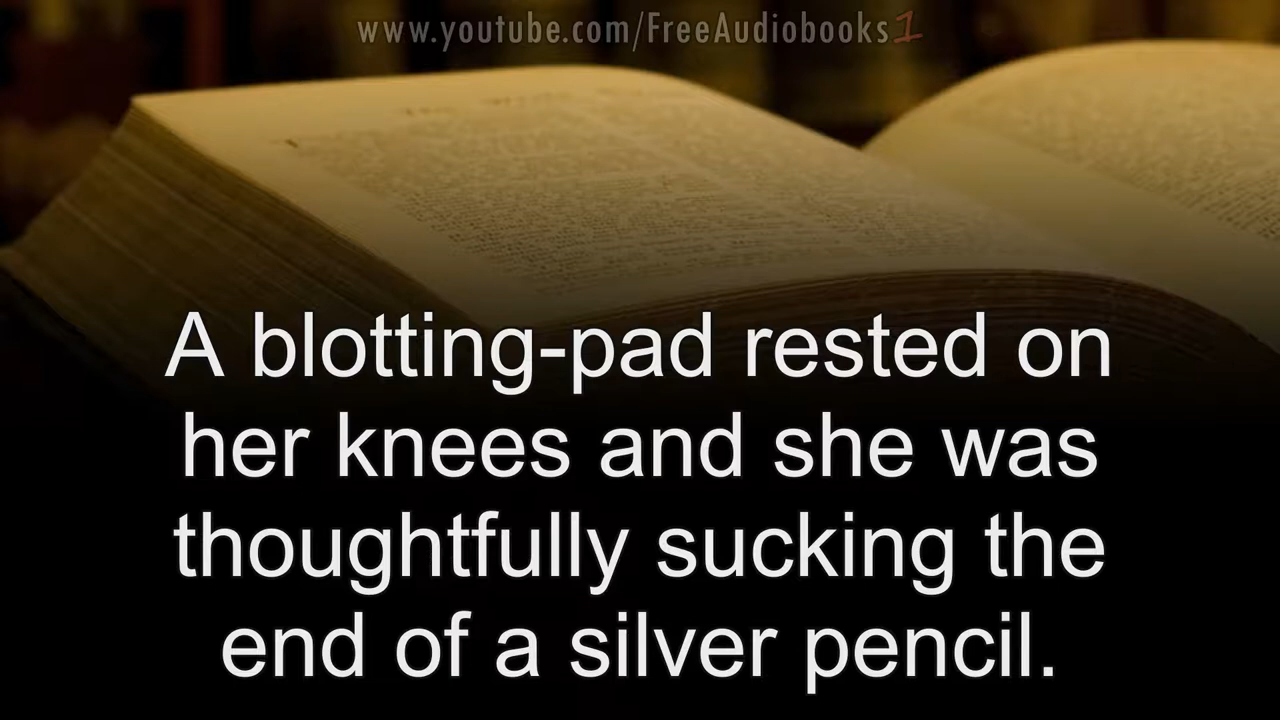 www.youtube.com/FreeAudiobooks1
A blotting-pad rested on
her knees and she was
thoughtfully sucking the
end of a silver pencil.